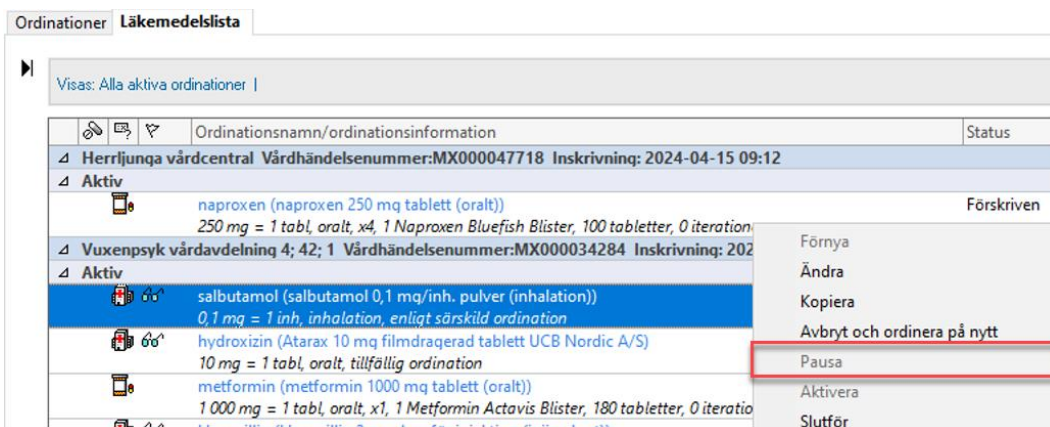 Ordinationer Läkemedelslista
Visas: Alla aktiva ordinationer |
Ordinationsnamn/ordinationsinformation Status
Herrljunga vårdcentral Vårdhändelsenummer:MX000047718 Inskrivning: 2024-04-15 09:12
Aktiv
naproxen (naproxen 250 mg tablett (oralt)) Förskriven
250 mg = 1 tabl, oralt, x4, 1 Naproxen Bluefish Blister, 100 tabletter, 0 iteration
Vuxenpsyk vårdavdelning 4; 42; 1 Vårdhändelsenummer:MX000034284 Inskrivning: 202
Aktiv
salbutamol (salbutamol 0,1 mg/inh. pulver (inhalation))
0,1 mg = 1 inh, inhalation, enligt särskild ordination
hydroxizin (Atarax 10 mg filmdragerad tablett UCB Nordic A/S)
10 mg = 1 tabl, oralt, tillfällig ordination
metformin (metformin 1000 mg tablett (oralt))
1 000 mg = 1 tabl, oralt, x1, 1 Metformin Actavis Blister, 180 tabletter, 0 iteratio
Förnya
Ändra
Kopiera
Avbryt och ordinera på nytt
Pausa
Aktivera
Slutför